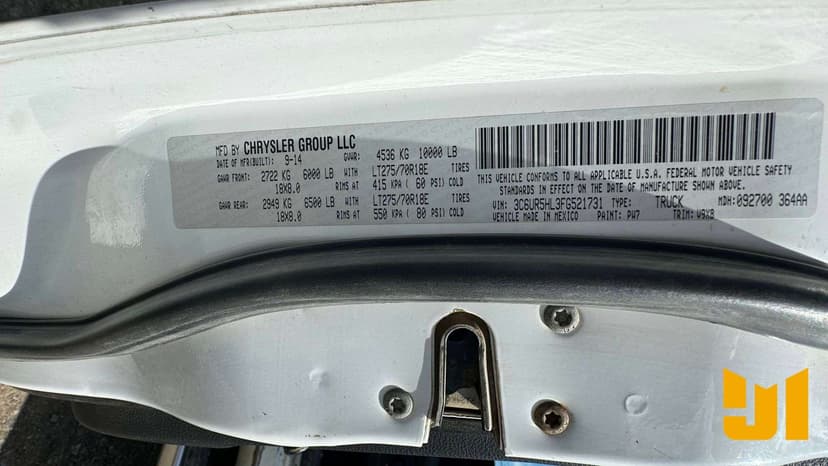 MFD BY CHRYSLER GROUP LLC
DATE OF MFR(BUILT): 9-14 GVWR: 4536 KG 10000 LB
GAWR FRONT: 2722 KG 6000 LB WITH LT275/70R18E TIRES
18X8.0 RIMS AT 415 KPA ( 60 PSI) COLD
GAWR REAR: 2949 KG 6500 LB WITH LT275/70R18E TIRES
18X8.0 RIMS AT 550 KPA ( 80 PSI) COLD
THIS VEHICLE CONFORMS TO ALL APPLICABLE U.S.A. FEDERAL MOTOR VEHICLE SAFETY
STANDARDS IN EFFECT ON THE DATE OF MANUFACTURE SHOWN ABOVE.
VIN: 3C6UR5HL3FG521731 TYPE: TRUCK MDH: 092700 364AA
VEHICLE MADE IN MEXICO PAINT: PW7 TRIM: V9X8